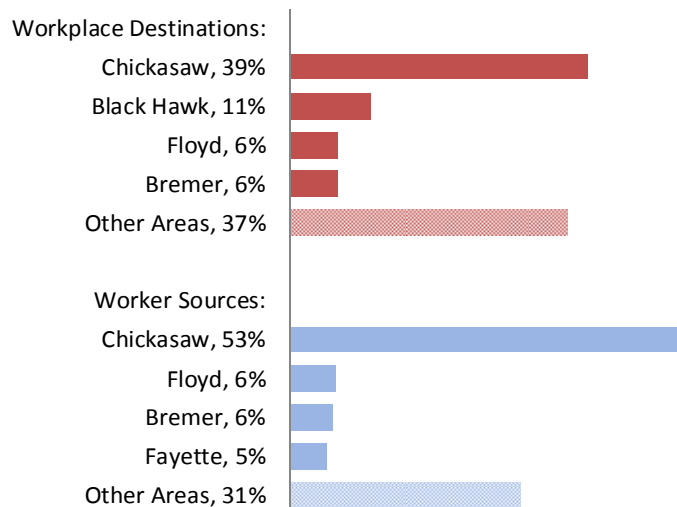 Workplace Destinations:
Chickasaw, 39%
Black Hawk, 11%
Floyd, 6%
Bremer, 6%
Other Areas, 37%
Worker Sources:
Chickasaw, 53%
Floyd, 6%
Bremer, 6%
Fayette, 5%
Other Areas, 31%